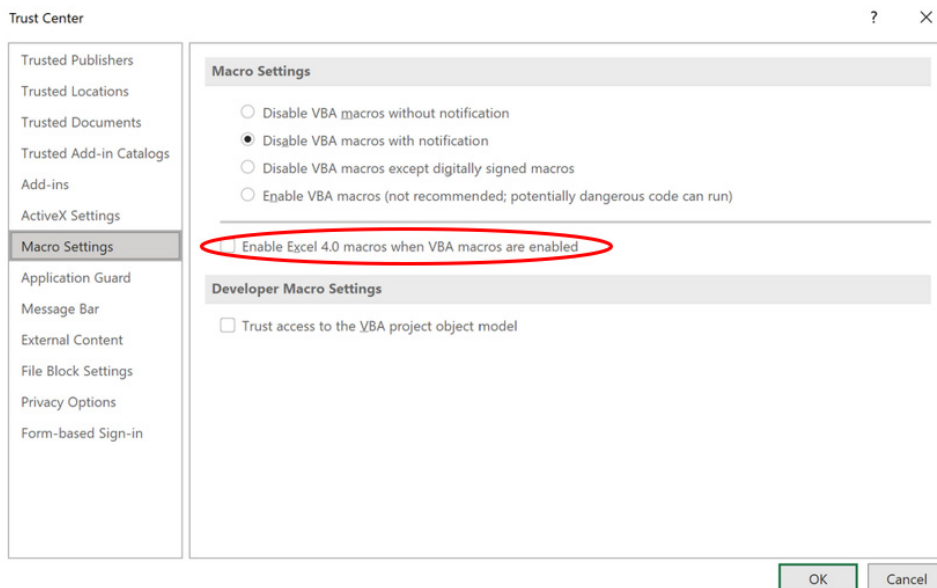 Trust Center
?
Trusted Publishers
Trusted Locations
Trusted Documents
Trusted Add-in Catalogs
Add-ins
ActiveX Settings
Macro Settings
Application Guard
Message Bar
External Content
File Block Settings
Privacy Options
Form-based Sign-in
Macro Settings
Disable VBA macros without notification
Disable VBA macros with notification
Disable VBA macros except digitally signed macros
Enable VBA macros (not recommended; potentially dangerous code can run)
Enable Excel 4.0 macros when VBA macros are enabled
Developer Macro Settings
Trust access to the VBA project object model
OK
Cancel